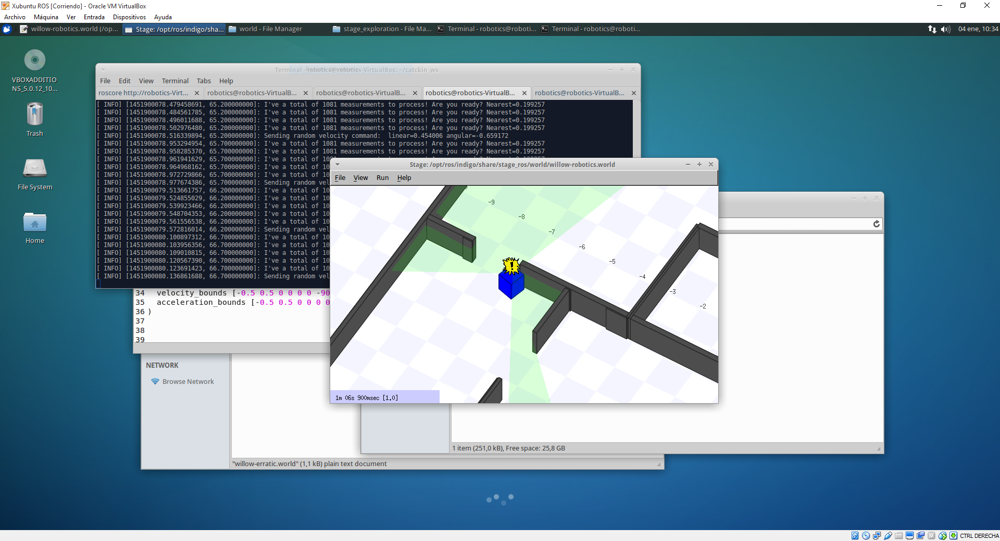 Xubuntu ROS [Corriendo] - Oracle VM VirtualBox
Archivo Máquina Ver Entrada Dispositivos Ayuda
willow-robotics.world (/op... Stage: /opt/ros/indigo/sha... world - File Manager stage_exploration - File Ma... Terminal - robotics@roboti... Terminal - robotics@roboti... 04 ene, 10:34
VBOXADDITIO
NS_5.0.12_10...
Trash
File System
Home
Terminal - robotics@robotics-VirtualBox: ~/catckin_ws
File Edit View Terminal Tabs Help
roscore http://robotics-Virt... robotics@robotics-VirtualB... robotics@robotics-VirtualB... robotics@robotics-VirtualB... robotics@robotics-VirtualB...
[ INFO] [1451900078.479458691, 65.200000000]: I've a total of 1081 measurements to process! Are you ready? Nearest=0.199257
[ INFO] [1451900078.484561785, 65.200000000]: I've a total of 1081 measurements to process! Are you ready? Nearest=0.199257
[ INFO] [1451900078.496011688, 65.200000000]: I've a total of 1081 measurements to process! Are you ready? Nearest=0.199257
[ INFO] [1451900078.502976480, 65.200000000]: I've a total of 1081 measurements to process! Are you ready? Nearest=0.199257
[ INFO] [1451900078.516339894, 65.200000000]: Sending random velocity command:  linear=0.454006 angular=-0.659172
[ INFO] [1451900078.953294954, 65.700000000]: I've a total of 1081 measurements to process! Are you ready? Nearest=0.199257
[ INFO] [1451900078.958285370, 65.700000000]: I've a total of 1081 measurements to process! Are you ready? Nearest=0.199257
[ INFO] [1451900078.961941629, 65.700000000]: I've a total of
[ INFO] [1451900078.964968162, 65.700000000]: I've a total of 10
[ INFO] [1451900078.972729866, 65.700000000]: I've a total of 10
[ INFO] [1451900078.977674386, 65.700000000]: Sending random vel
[ INFO] [1451900079.513661757, 66.200000000]: I've a total of 10
[ INFO] [1451900079.524855029, 66.200000000]: I've a total of 10
[ INFO] [1451900079.539923466, 66.200000000]: I've a total of 10
[ INFO] [1451900079.548704353, 66.200000000]: I've a total of 10
[ INFO] [1451900079.561556538, 66.200000000]: I've a total of 10
[ INFO] [1451900079.572816014, 66.200000000]: Sending random vel
[ INFO] [1451900080.100897312, 66.700000000]: I've a total of 10
[ INFO] [1451900080.103956356, 66.700000000]: I've a total of 10
[ INFO] [1451900080.109010815, 66.700000000]: I've a total of 10
[ INFO] [1451900080.120567390, 66.700000000]: I've a total of 10
[ INFO] [1451900080.123691423, 66.700000000]: I've a total of 10
[ INFO] [1451900080.136861688, 66.700000000]: Sending random vel
Stage: /opt/ros/indigo/share/stage_ros/world/willow-robotics.world
File View Run Help
-9
-8
-7
-6
-5
-4
-3
-2
!
1m 06s 900msec [1.0]
34 velocity_bounds [-0.5 0.5 0 0 0 0 -90
35 acceleration_bounds [-0.5 0.5 0 0 0 0
36 )
37
38
39
NETWORK
Browse Network
1 item (251,0 kB), Free space: 25,8 GB
"willow-erratic.world" (1,1 kB) plain text document
CTRL DERECHA